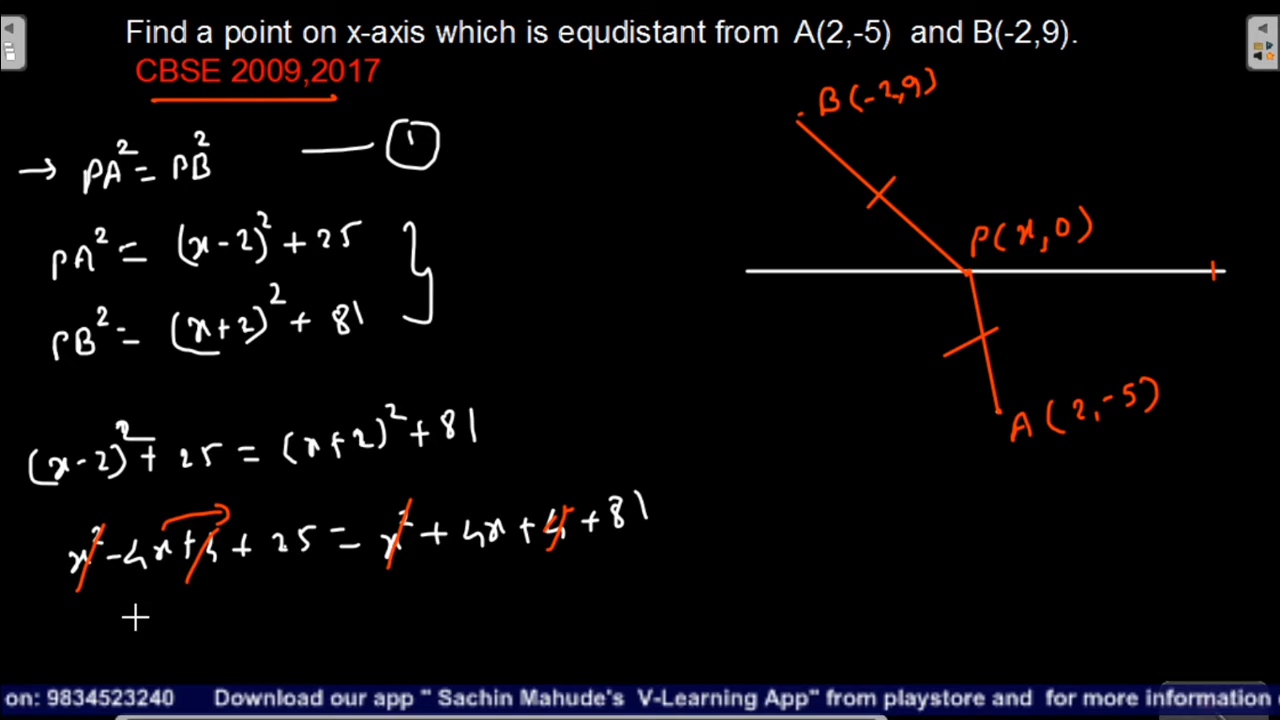 Find a point on x-axis which is equdistant from A(2,-5) and B(-2,9).
CBSE 2009,2017
→ PA² = PB² —— ①
PA² = (x-2)² + 25
PB² = (x+2)² + 81
(x-2)² + 25 = (x+2)² + 81
x² - 4x + 4 + 25 = x² + 4x + 4 + 81
B(-2,9)
P(x,0)
A(2,-5)
on: 9834523240 Download our app " Sachin Mahude's V-Learning App" from playstore and for more information